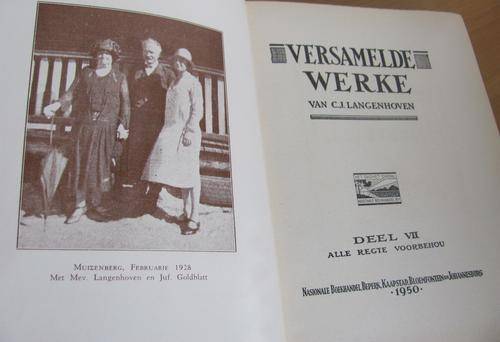 Muizenberg, Februarie 1928
Met Mev. Langenhoven en Juf. Goldblatt
VERSAMELDE
WERKE
VAN C.J. LANGENHOVEN
DEEL VII
ALLE REGTE VOORBEHOU
Nasionale Boekhandel Beperk, Kaapstad, Bloemfontein en Johannesburg
1950